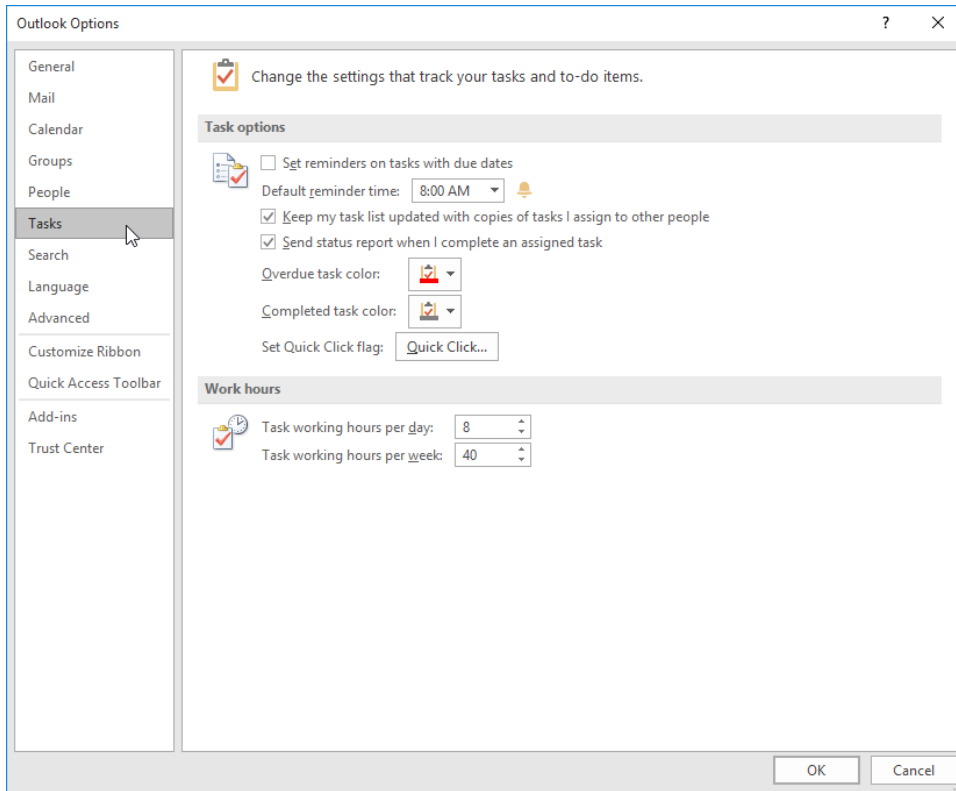 Outlook Options
?
General
Mail
Calendar
Groups
People
Tasks
Search
Language
Advanced
Customize Ribbon
Quick Access Toolbar
Add-ins
Trust Center
Change the settings that track your tasks and to-do items.
Task options
Set reminders on tasks with due dates
Default reminder time: 8:00 AM
Keep my task list updated with copies of tasks I assign to other people
Send status report when I complete an assigned task
Overdue task color:
Completed task color:
Set Quick Click flag: Quick Click...
Work hours
Task working hours per day: 8
Task working hours per week: 40
OK Cancel